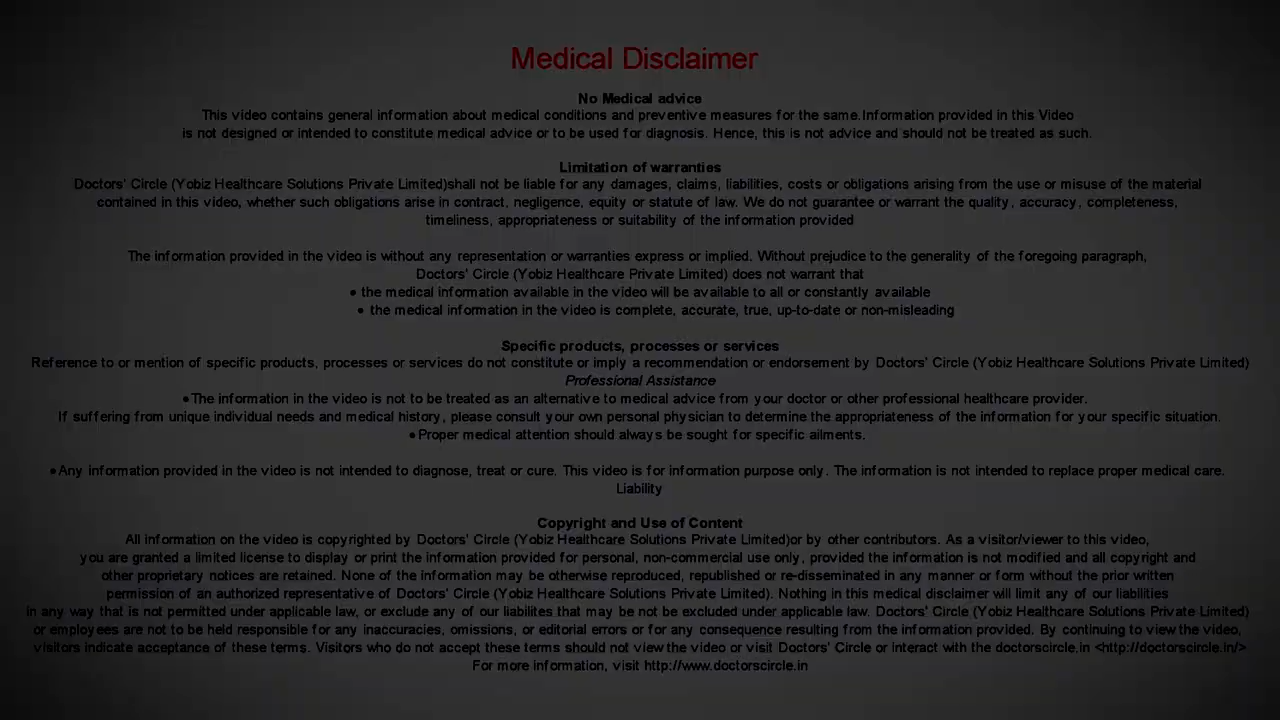 Medical Disclaimer
No Medical advice
This video contains general information about medical conditions and preventive measures for the same.Information provided in this Video
is not designed or intended to constitute medical advice or to be used for diagnosis. Hence, this is not advice and should not be treated as such.
Limitation of warranties
Doctors' Circle (Yobiz Healthcare Solutions Private Limited)shall not be liable for any damages, claims, liabilities, costs or obligations arising from the use or misuse of the material
contained in this video, whether such obligations arise in contract, negligence, equity or statute of law. We do not guarantee or warrant the quality, accuracy, completeness,
timeliness, appropriateness or suitability of the information provided
The information provided in the video is without any representation or warranties express or implied. Without prejudice to the generality of the foregoing paragraph,
Doctors' Circle (Yobiz Healthcare Private Limited) does not warrant that
• the medical information available in the video will be available to all or constantly available
• the medical information in the video is complete, accurate, true, up-to-date or non-misleading
Specific products, processes or services
Reference to or mention of specific products, processes or services do not constitute or imply a recommendation or endorsement by Doctors' Circle (Yobiz Healthcare Solutions Private Limited)
Professional Assistance
•The information in the video is not to be treated as an alternative to medical advice from your doctor or other professional healthcare provider.
If suffering from unique individual needs and medical history, please consult your own personal physician to determine the appropriateness of the information for your specific situation.
•Proper medical attention should always be sought for specific ailments.
•Any information provided in the video is not intended to diagnose, treat or cure. This video is for information purpose only. The information is not intended to replace proper medical care.
Liability
Copyright and Use of Content
All information on the video is copyrighted by Doctors' Circle (Yobiz Healthcare Solutions Private Limited)or by other contributors. As a visitor/viewer to this video,
you are granted a limited license to display or print the information provided for personal, non-commercial use only, provided the information is not modified and all copyright and
other proprietary notices are retained. None of the information may be otherwise reproduced, republished or re-disseminated in any manner or form without the prior written
permission of an authorized representative of Doctors' Circle (Yobiz Healthcare Solutions Private Limited). Nothing in this medical disclaimer will limit any of our liabilities
in any way that is not permitted under applicable law, or exclude any of our liabilites that may be not be excluded under applicable law. Doctors' Circle (Yobiz Healthcare Solutions Private Limited)
or employees are not to be held responsible for any inaccuracies, omissions, or editorial errors or for any consequence resulting from the information provided. By continuing to view the video,
visitors indicate acceptance of these terms. Visitors who do not accept these terms should not view the video or visit Doctors' Circle or interact with the doctorscircle.in <http://doctorscircle.in/>
For more information, visit http://www.doctorscircle.in